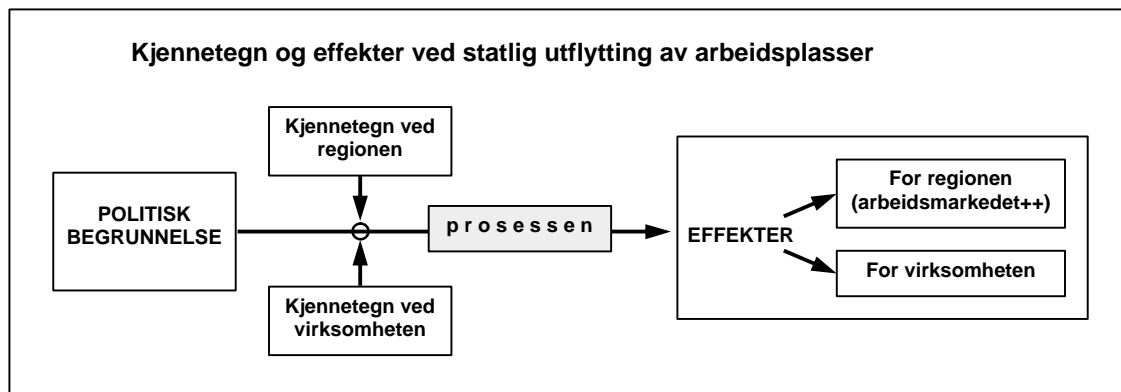 Kjennetegn og effekter ved statlig utflytting av arbeidsplasser
Kjennetegn ved
regionen
POLITISK
BEGRUNNELSE
Kjennetegn ved
virksomheten
prosessen
EFFEKTER
For regionen
(arbeidsmarkedet++)
For virksomheten